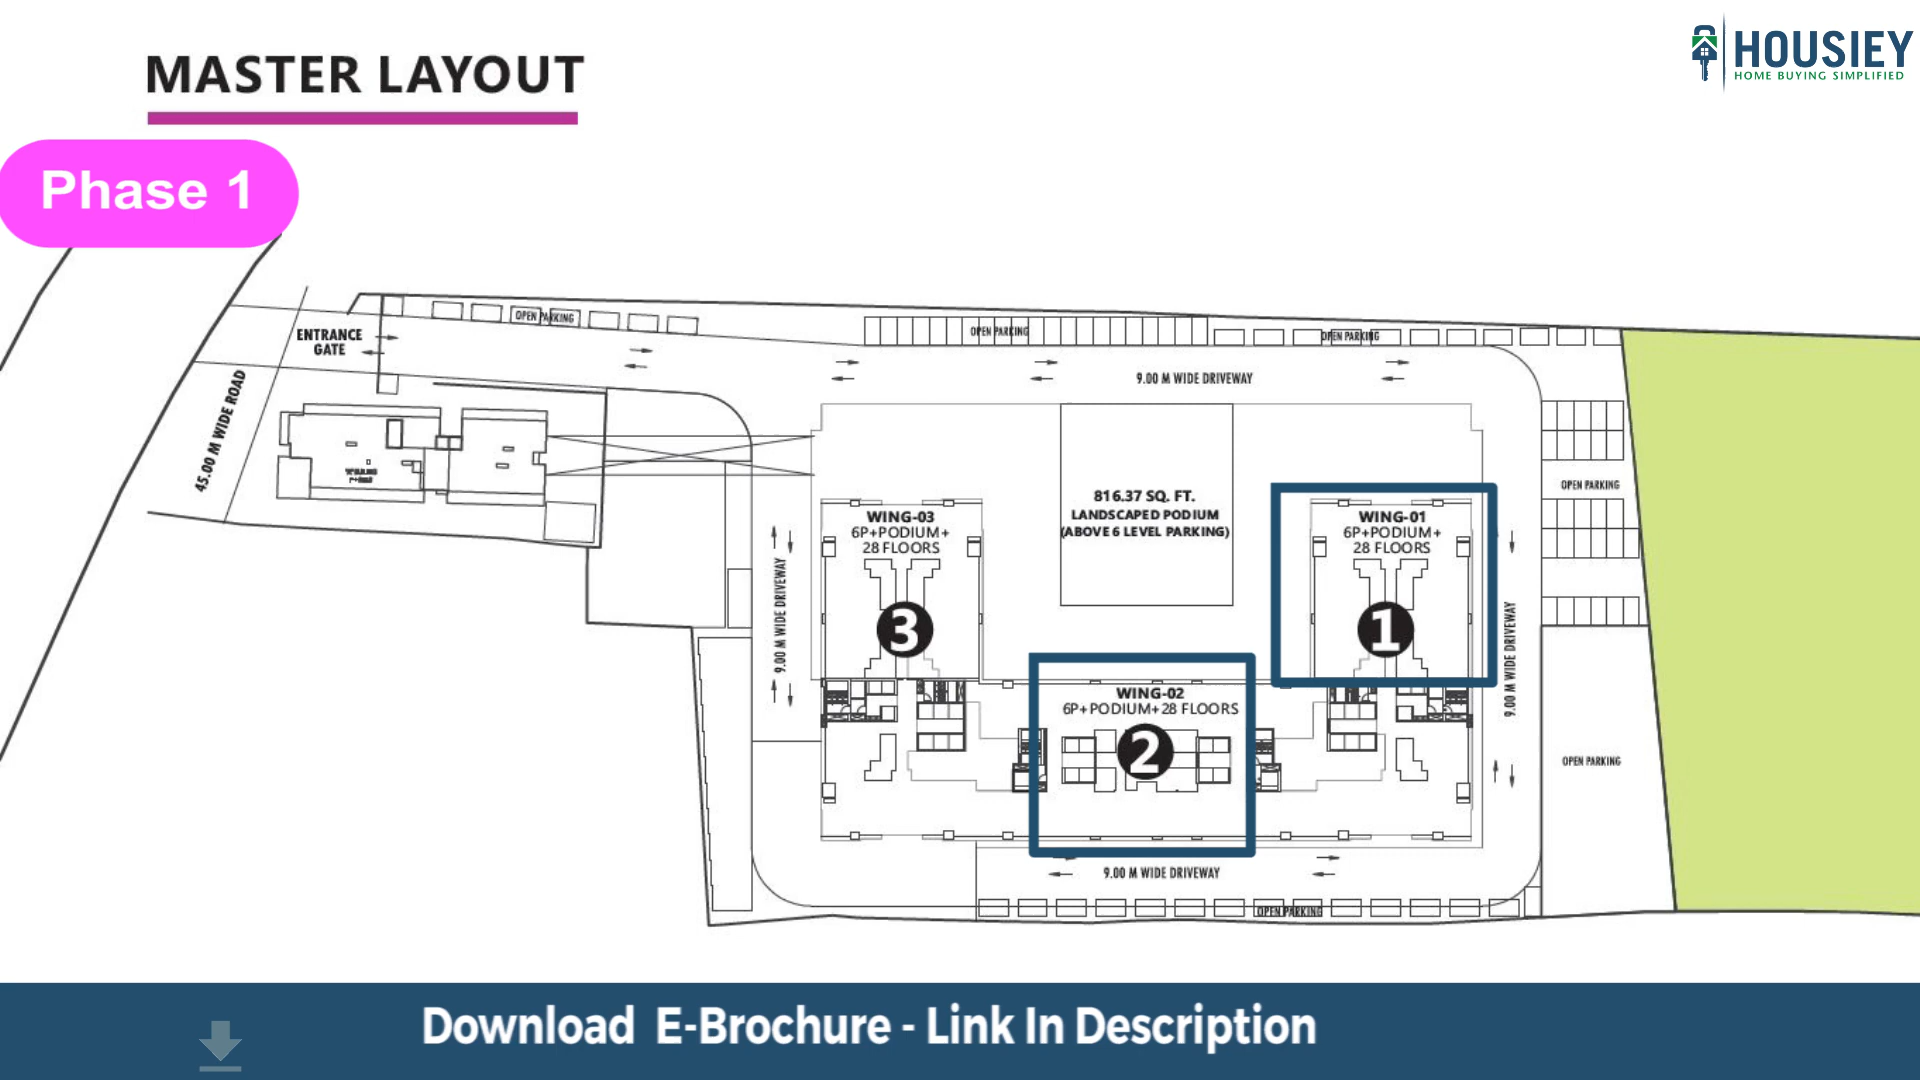 MASTER LAYOUT
HOUSIEY
HOME BUYING SIMPLIFIED
Phase 1
ENTRANCE
GATE
OPEN PARKING
OPEN PARKING
OPEN PARKING
9.00 M WIDE DRIVEWAY
45.00 M WIDE ROAD
816.37 SQ. FT.
LANDSCAPED PODIUM
(ABOVE 6 LEVEL PARKING)
OPEN PARKING
WING-03
6P+PODIUM+
28 FLOORS
3
WING-01
6P+PODIUM+
28 FLOORS
1
9.00 M WIDE DRIVEWAY
9.00 M WIDE DRIVEWAY
WING-02
6P+PODIUM+28 FLOORS
2
OPEN PARKING
9.00 M WIDE DRIVEWAY
OPEN PARKING
Download E-Brochure - Link In Description